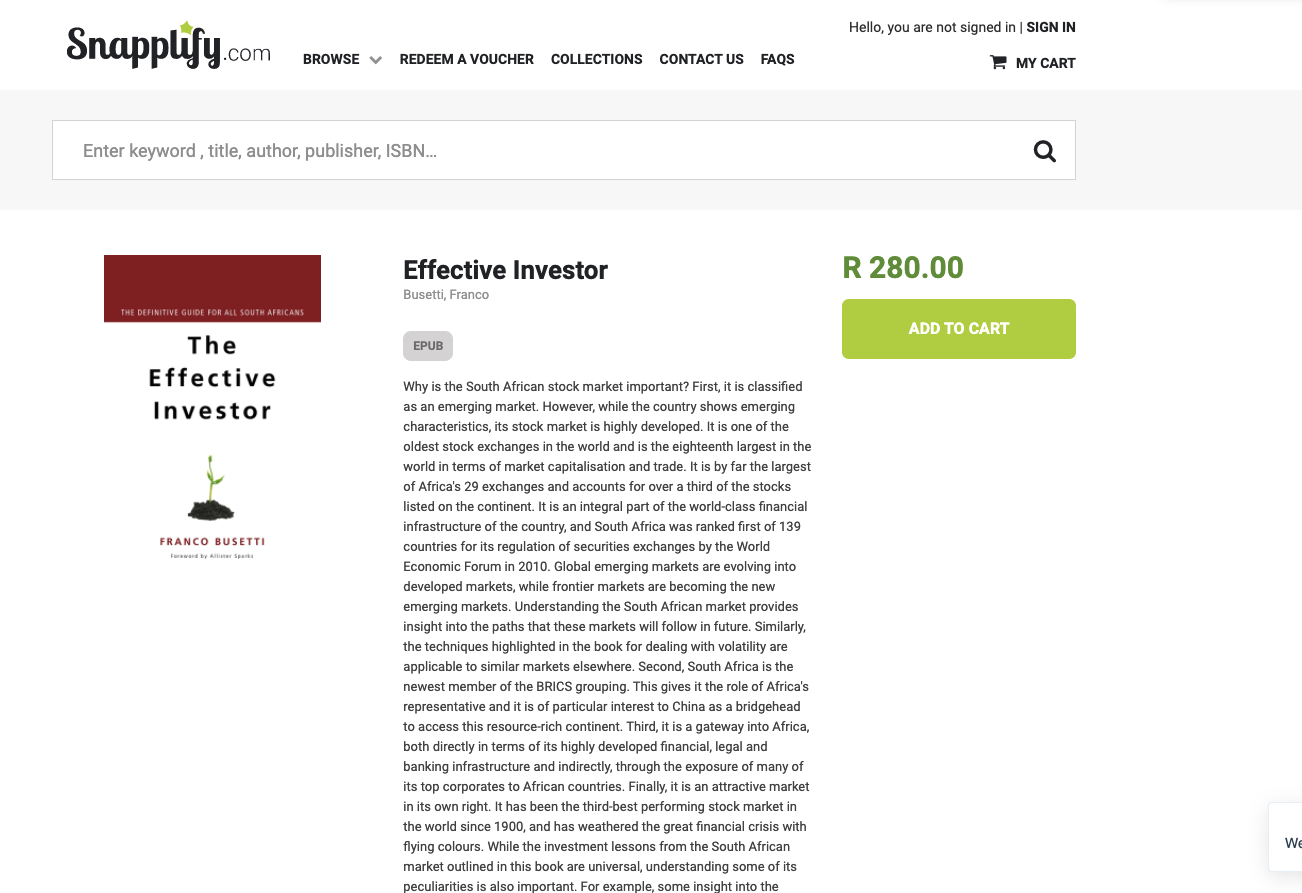 Snapplify.com
Hello, you are not signed in | SIGN IN
BROWSE REDEEM A VOUCHER COLLECTIONS CONTACT US FAQS
MY CART
Enter keyword , title, author, publisher, ISBN...
THE DEFINITIVE GUIDE FOR ALL SOUTH AFRICANS
The
Effective
Investor
FRANCO BUSETTI
Foreword by Allister Sparks
Effective Investor
Busetti, Franco
EPUB
Why is the South African stock market important? First, it is classified
as an emerging market. However, while the country shows emerging
characteristics, its stock market is highly developed. It is one of the
oldest stock exchanges in the world and is the eighteenth largest in the
world in terms of market capitalisation and trade. It is by far the largest
of Africa's 29 exchanges and accounts for over a third of the stocks
listed on the continent. It is an integral part of the world-class financial
infrastructure of the country, and South Africa was ranked first of 139
countries for its regulation of securities exchanges by the World
Economic Forum in 2010. Global emerging markets are evolving into
developed markets, while frontier markets are becoming the new
emerging markets. Understanding the South African market provides
insight into the paths that these markets will follow in future. Similarly,
the techniques highlighted in the book for dealing with volatility are
applicable to similar markets elsewhere. Second, South Africa is the
newest member of the BRICS grouping. This gives it the role of Africa's
representative and it is of particular interest to China as a bridgehead
to access this resource-rich continent. Third, it is a gateway into Africa,
both directly in terms of its highly developed financial, legal and
banking infrastructure and indirectly, through the exposure of many of
its top corporates to African countries. Finally, it is an attractive market
in its own right. It has been the third-best performing stock market in
the world since 1900, and has weathered the great financial crisis with
flying colours. While the investment lessons from the South African
market outlined in this book are universal, understanding some of its
peculiarities is also important. For example, some insight into the
R 280.00
ADD TO CART
We